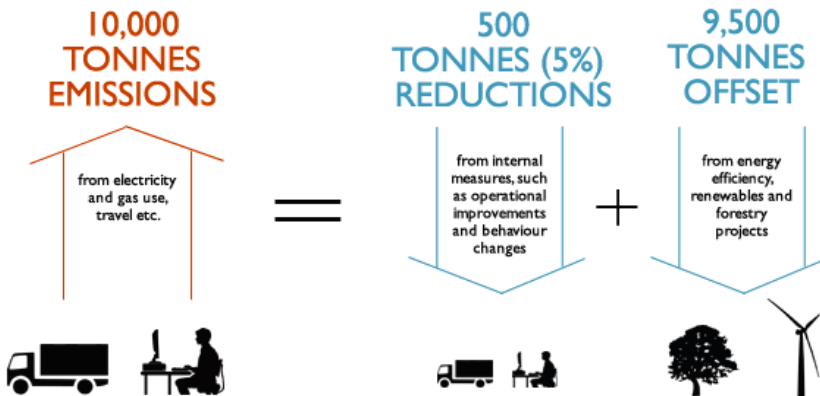 10,000
TONNES
EMISSIONS
from electricity
and gas use,
travel etc.
=
500
TONNES (5%)
REDUCTIONS
from internal
measures, such
as operational
improvements
and behaviour
changes
+
9,500
TONNES
OFFSET
from energy
efficiency,
renewables and
forestry
projects